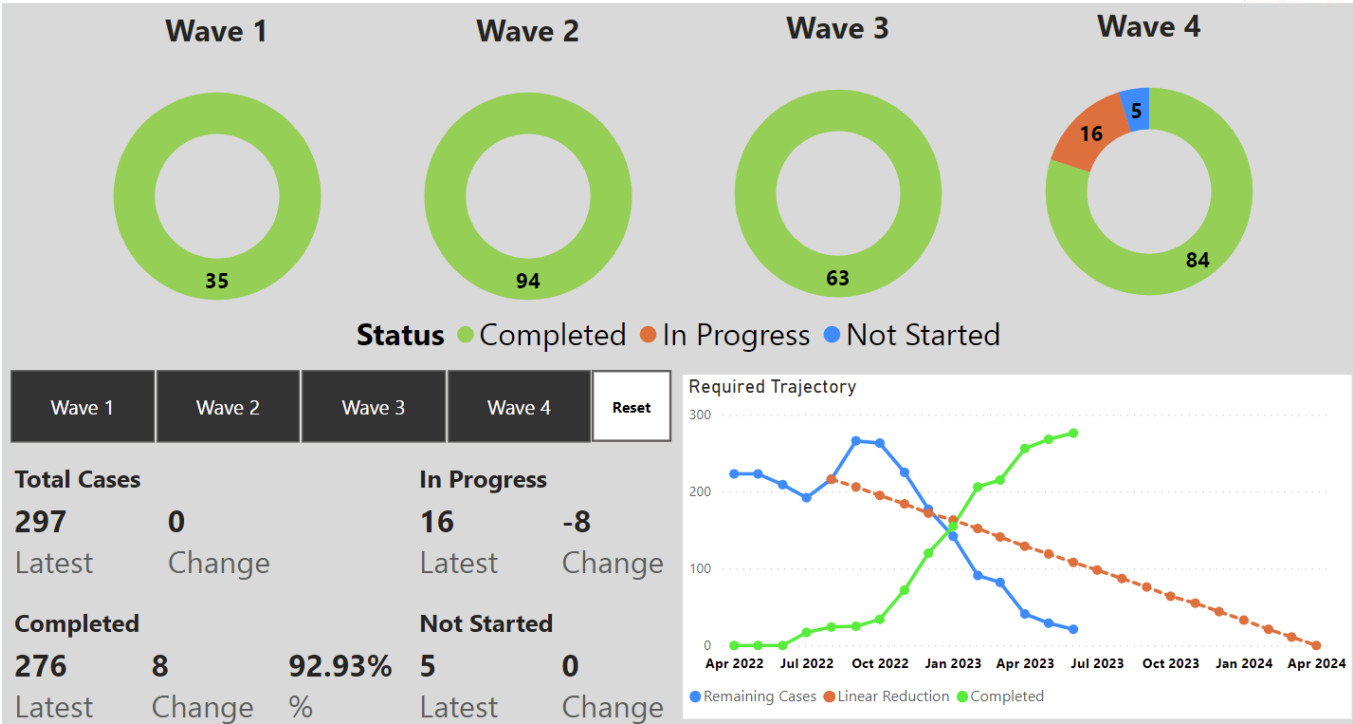 Wave 1 Wave 2 Wave 3 Wave 4
35 94 63 84 16 5
Status Completed In Progress Not Started
Wave 1 Wave 2 Wave 3 Wave 4 Reset
Total Cases In Progress
297 0 16 -8
Latest Change Latest Change
Completed Not Started
276 8 92.93% 5 0
Latest Change % Latest Change
Required Trajectory
300
200
100
0
Apr 2022 Jul 2022 Oct 2022 Jan 2023 Apr 2023 Jul 2023 Oct 2023 Jan 2024 Apr 2024
Remaining Cases Linear Reduction Completed